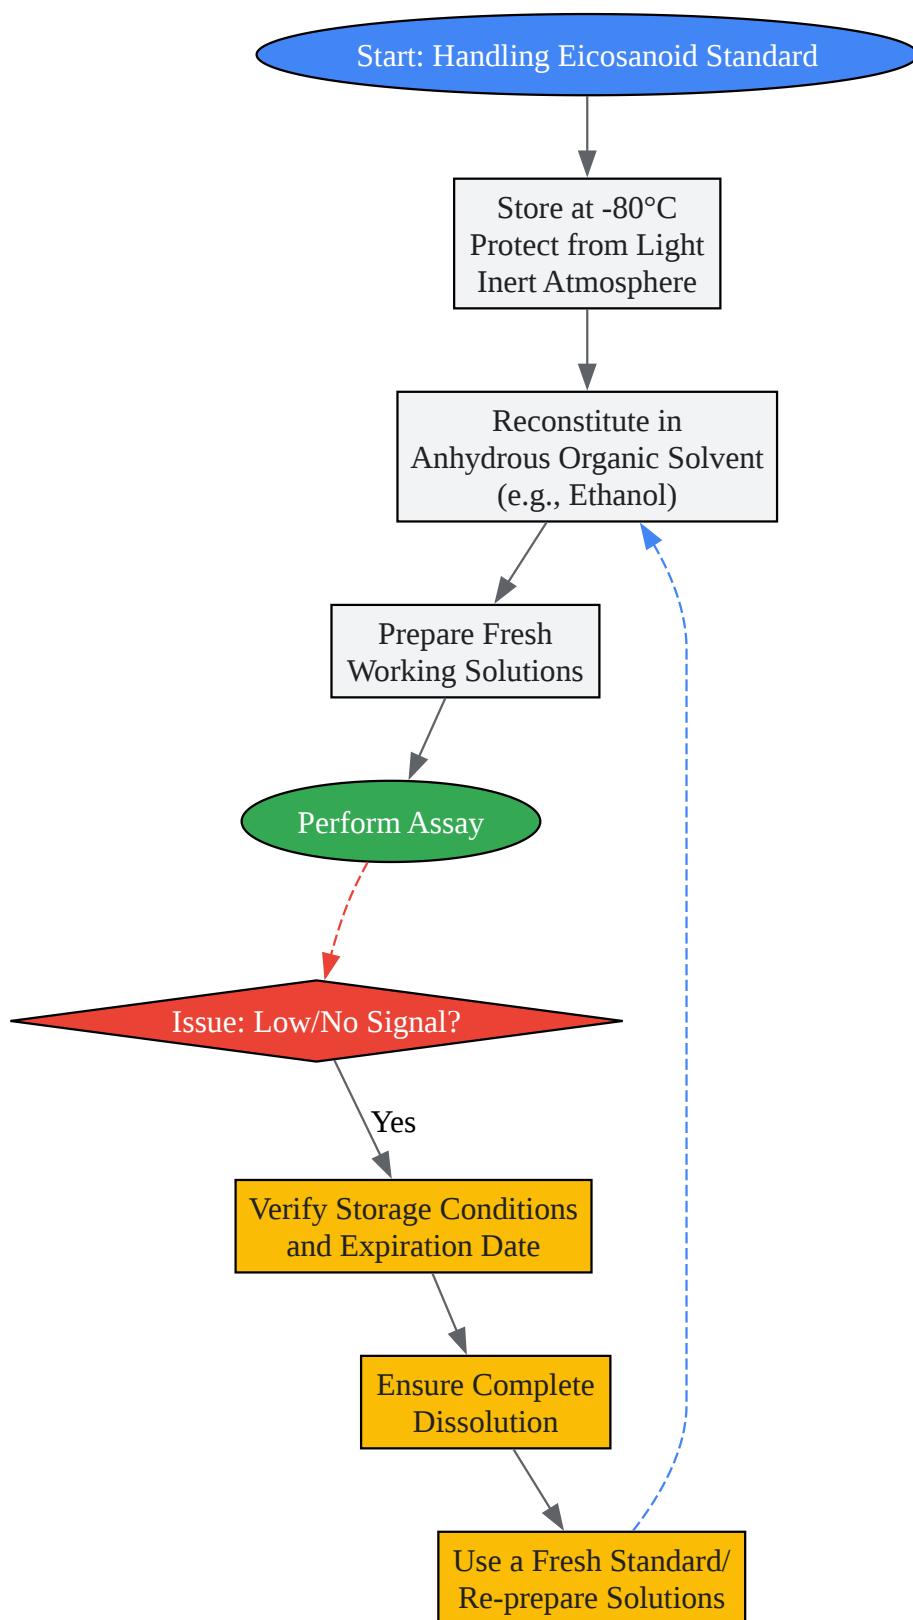 Start: Handling Eicosanoid Standard
Store at -80°C
Protect from Light
Inert Atmosphere
Reconstitute in
Anhydrous Organic Solvent
(e.g., Ethanol)
Prepare Fresh
Working Solutions
Perform Assay
Issue: Low/No Signal?
Yes
Verify Storage Conditions
and Expiration Date
Ensure Complete
Dissolution
Use a Fresh Standard/
Re-prepare Solutions